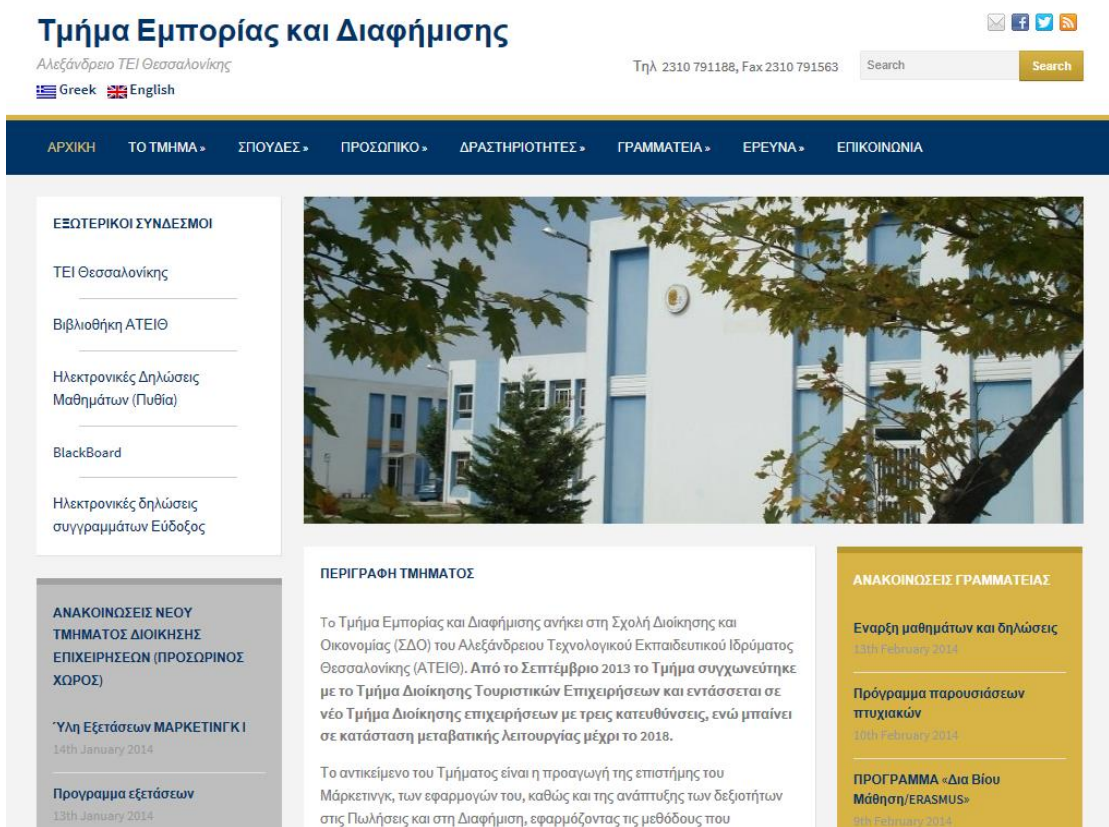 Τμήμα Εμπορίας και Διαφήμισης
Αλεξάνδρειο ΤΕΙ Θεσσαλονίκης
Greek English
Τηλ 2310 791188, Fax 2310 791563
Search
Search
ΑΡΧΙΚΗ ΤΟ ΤΜΗΜΑ » ΣΠΟΥΔΕΣ » ΠΡΟΣΩΠΙΚΟ » ΔΡΑΣΤΗΡΙΟΤΗΤΕΣ » ΓΡΑΜΜΑΤΕΙΑ » ΕΡΕΥΝΑ » ΕΠΙΚΟΙΝΩΝΙΑ
ΕΞΩΤΕΡΙΚΟΙ ΣΥΝΔΕΣΜΟΙ
ΤΕΙ Θεσσαλονίκης
Βιβλιοθήκη ΑΤΕΙΘ
Ηλεκτρονικές Δηλώσεις
Μαθημάτων (Πυθία)
BlackBoard
Ηλεκτρονικές δηλώσεις
συγγραμμάτων Εύδοξος
ΑΝΑΚΟΙΝΩΣΕΙΣ ΝΕΟΥ
ΤΜΗΜΑΤΟΣ ΔΙΟΙΚΗΣΗΣ
ΕΠΙΧΕΙΡΗΣΕΩΝ (ΠΡΟΣΩΡΙΝΟΣ
ΧΩΡΟΣ)
Ύλη Εξετάσεων ΜΑΡΚΕΤΙΝΓΚ Ι
14th January 2014
Προγραμμα εξετάσεων
13th January 2014
ΠΕΡΙΓΡΑΦΗ ΤΜΗΜΑΤΟΣ
Το Τμήμα Εμπορίας και Διαφήμισης ανήκει στη Σχολή Διοίκησης και
Οικονομίας (ΣΔΟ) του Αλεξάνδρειου Τεχνολογικού Εκπαιδευτικού Ιδρύματος
Θεσσαλονίκης (ΑΤΕΙΘ). Από το Σεπτέμβριο 2013 το Τμήμα συγχωνεύτηκε
με το Τμήμα Διοίκησης Τουριστικών Επιχειρήσεων και εντάσσεται σε
νέο Τμήμα Διοίκησης επιχειρήσεων με τρεις κατευθύνσεις, ενώ μπαίνει
σε κατάσταση μεταβατικής λειτουργίας μέχρι το 2018.
Το αντικείμενο του Τμήματος είναι η προαγωγή της επιστήμης του
Μάρκετινγκ, των εφαρμογών του, καθώς και της ανάπτυξης των δεξιοτήτων
στις Πωλήσεις και στη Διαφήμιση, εφαρμόζοντας τις μεθόδους που
ΑΝΑΚΟΙΝΩΣΕΙΣ ΓΡΑΜΜΑΤΕΙΑΣ
Εναρξη μαθημάτων και δηλώσεις
13th February 2014
Πρόγραμμα παρουσιάσεων
πτυχιακών
10th February 2014
ΠΡΟΓΡΑΜΜΑ «Δια Βίου
Μάθηση/ERASMUS»
9th February 2014